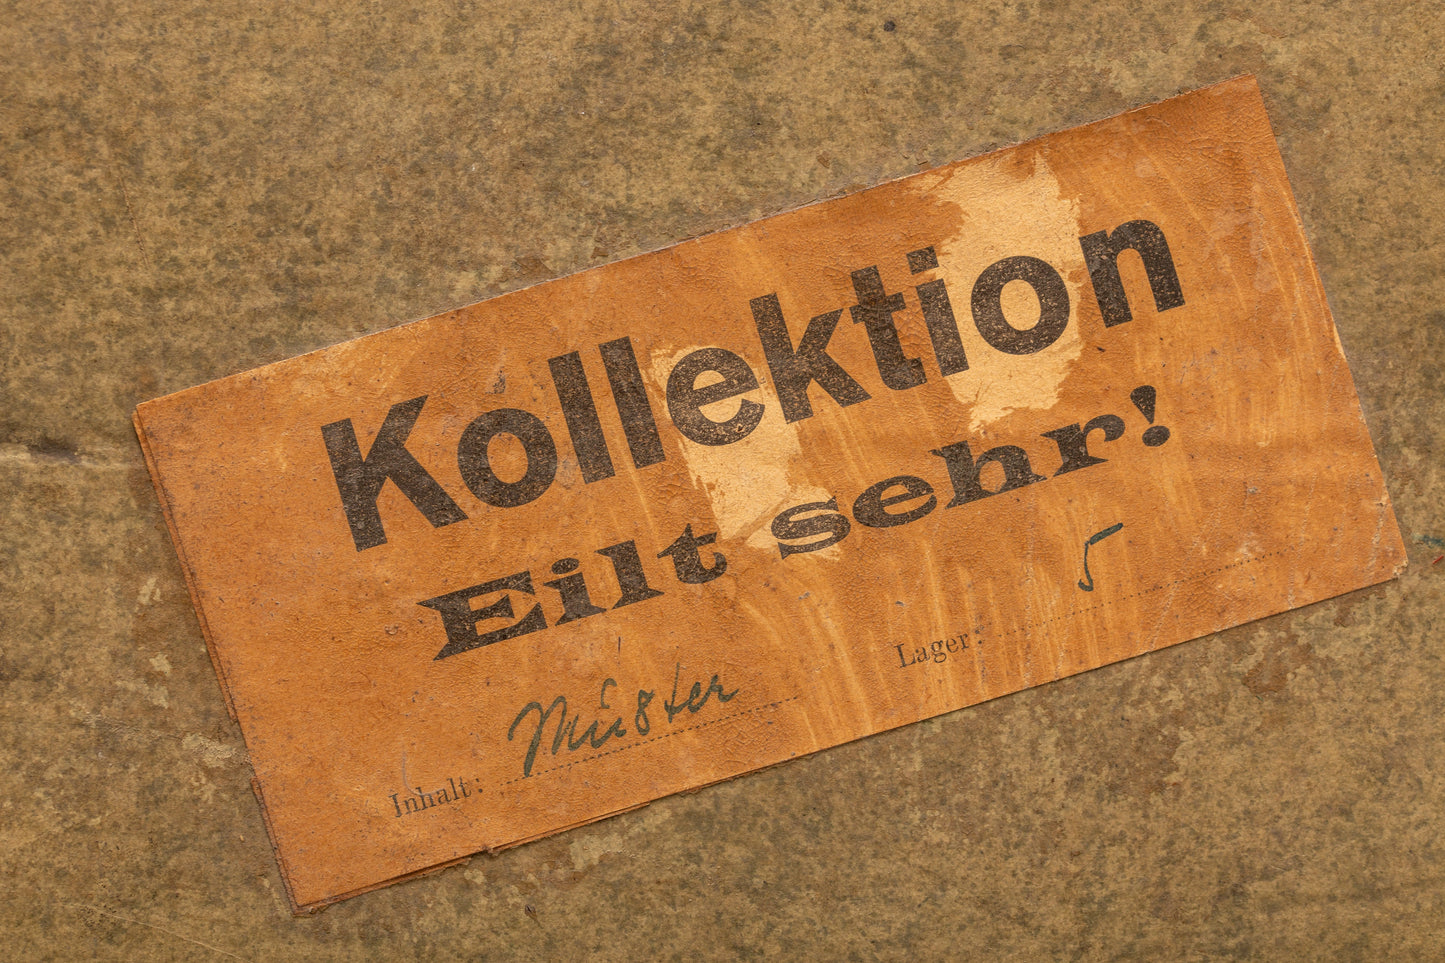 Kollektion
Eilt sehr!
Inhalt: Muster
Lager: 5